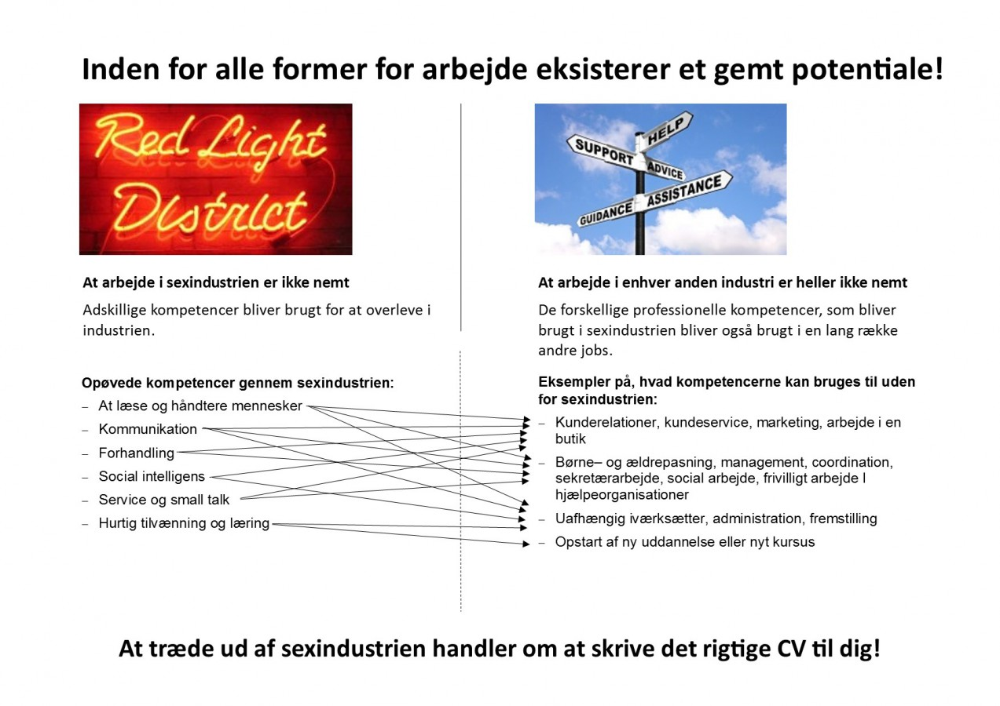 Inden for alle former for arbejde eksisterer et gemt potentiale!
Red Light
District
HELP
SUPPORT
ADVICE
ASSISTANCE
GUIDANCE
At arbejde i sexindustrien er ikke nemt
Adskillige kompetencer bliver brugt for at overleve i
industrien.
At arbejde i enhver anden industri er heller ikke nemt
De forskellige professionelle kompetencer, som bliver
brugt i sexindustrien bliver også brugt i en lang række
andre jobs.
Opøvede kompetencer gennem sexindustrien:
– At læse og håndtere mennesker
– Kommunikation
– Forhandling
– Social intelligens
– Service og small talk
– Hurtig tilvænning og læring
Eksempler på, hvad kompetencerne kan bruges til uden
for sexindustrien:
– Kunderelationer, kundeservice, marketing, arbejde i en
butik
– Børne– og ældrepasning, management, coordination,
sekretærarbejde, social arbejde, frivilligt arbejde I
hjælpeorganisationer
– Uafhængig iværksætter, administration, fremstilling
– Opstart af ny uddannelse eller nyt kursus
At træde ud af sexindustrien handler om at skrive det rigtige CV til dig!